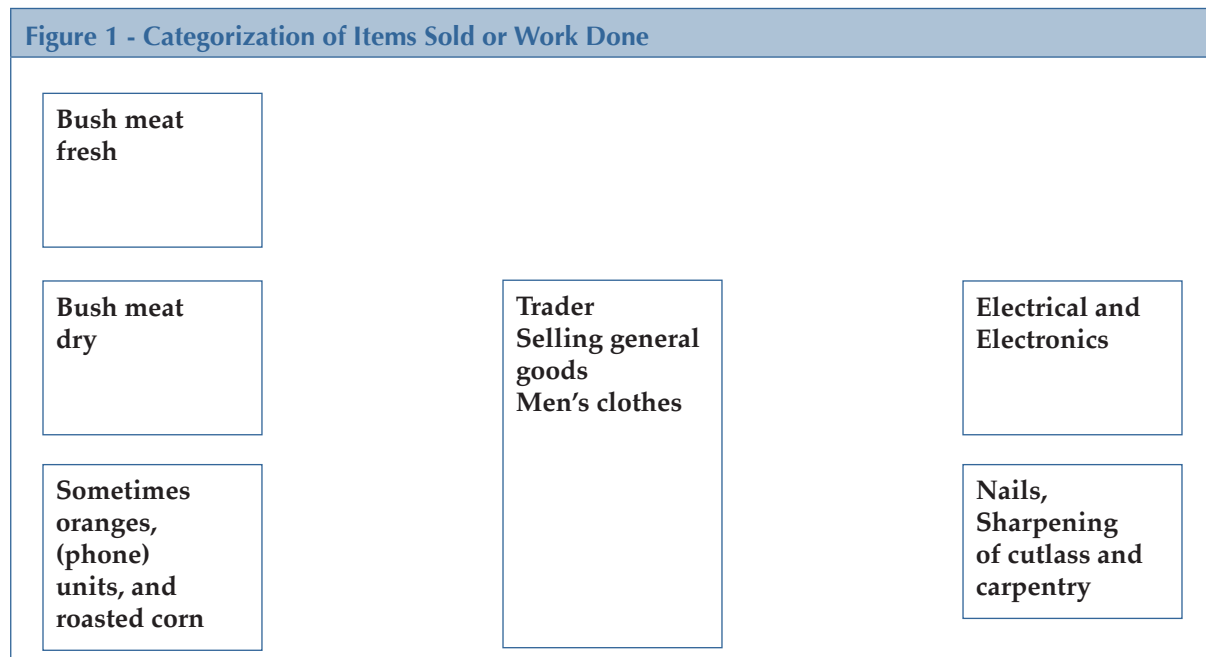 Figure 1 - Categorization of Items Sold or Work Done
Bush meat
fresh
Bush meat
dry
Trader
Selling general
goods
Men’s clothes
Electrical and
Electronics
Sometimes
oranges,
(phone)
units, and
roasted corn
Nails,
Sharpening
of cutlass and
carpentry